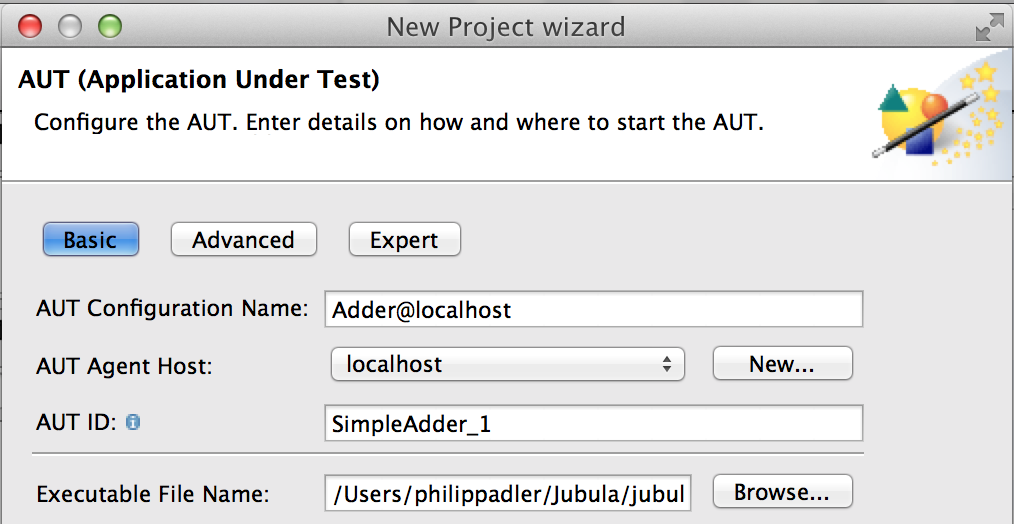 New Project wizard
AUT (Application Under Test)
Configure the AUT. Enter details on how and where to start the AUT.
Basic Advanced Expert
AUT Configuration Name: Adder@localhost
AUT Agent Host: localhost New...
AUT ID: SimpleAdder_1
Executable File Name: /Users/philippadler/Jubula/jubul Browse...